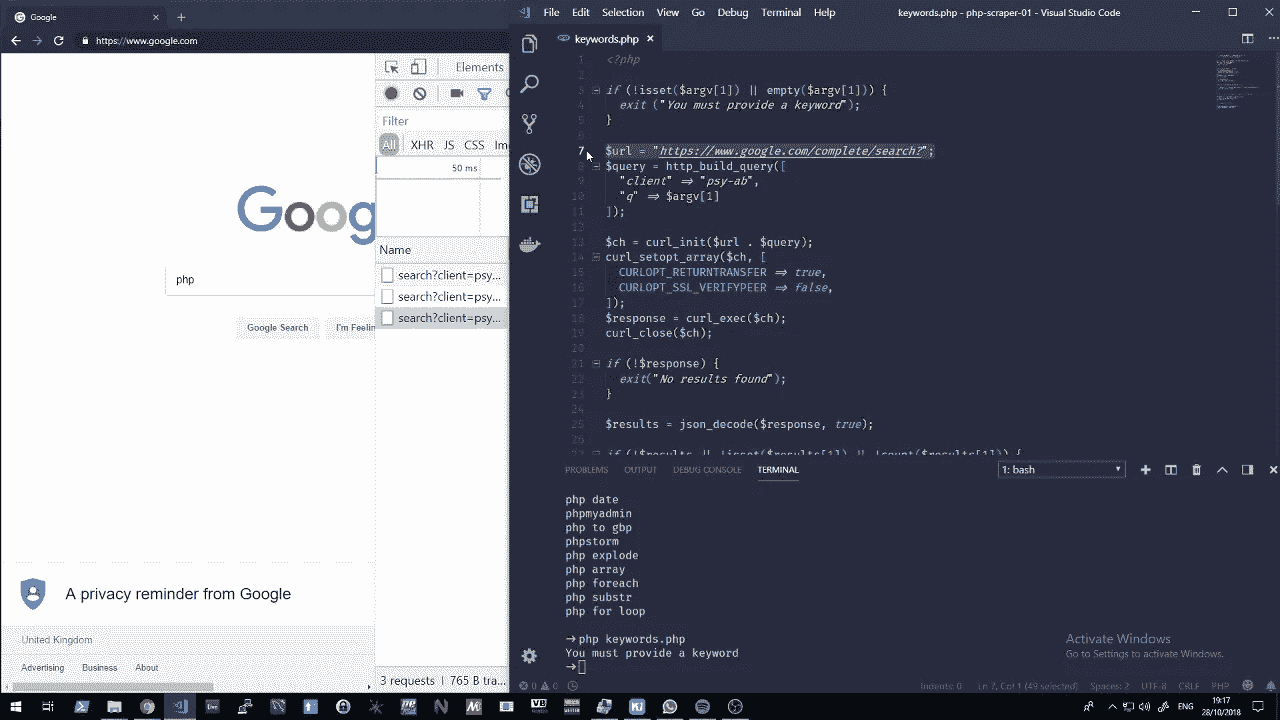 Google
https://www.google.com
Elements
Filter
All XHR JS CSS Im
50 ms
Goog
php
Name
search?client=psy...
search?client=psy...
search?client=psy...
Google Search I'm Feelin
A privacy reminder from Google
United Kingdom
Advertising Business About
3 requests | 765 B tra...
File Edit Selection View Go Debug Terminal Help keywords.php - php-scraper-01 - Visual Studio Code
keywords.php
1 <?php
2
3 if (!isset($argv[1]) || empty($argv[1])) {
4 exit ("You must provide a keyword");
5 }
6
7 $url = "https://www.google.com/complete/search?";
8 $query = http_build_query([
9 "client" => "psy-ab",
10 "q" => $argv[1]
11 ]);
12
13 $ch = curl_init($url . $query);
14 curl_setopt_array($ch, [
15 CURLOPT_RETURNTRANSFER => true,
16 CURLOPT_SSL_VERIFYPEER => false,
17 ]);
18 $response = curl_exec($ch);
19 curl_close($ch);
20
21 if (!$response) {
22 exit("No results found");
23 }
24
25 $results = json_decode($response, true);
26
27 if (!$results || !isset($results[1]) || !count($results[1])) {
PROBLEMS OUTPUT DEBUG CONSOLE TERMINAL 1: bash
php date
phpmyadmin
php to gbp
phpstorm
php explode
php array
php foreach
php substr
php for loop
→ php keywords.php
You must provide a keyword
→
Activate Windows
Go to Settings to activate Windows.
0 0 Indents: 0 Ln 7, Col 1 (49 selected) Spaces: 2 UTF-8 CRLF PHP
ENG
19:17
28/10/2018